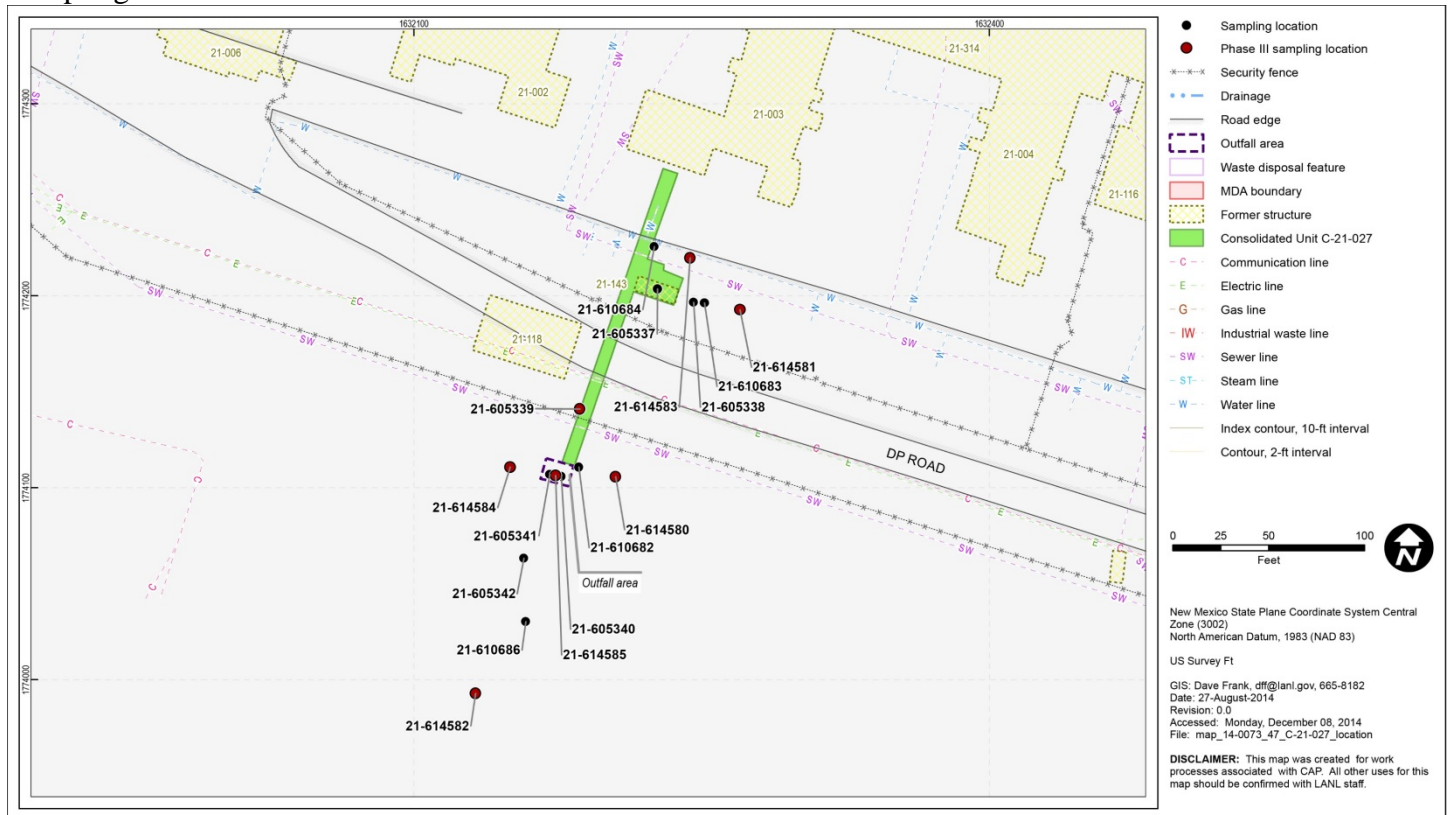 1632100
1632400
1774300
1774200
1774100
1774000
21-006
21-002
21-003
21-314
21-004
21-116
21-143
21-118
21-610684
21-605337
21-614581
21-610683
21-614583
21-605338
21-605339
DP ROAD
21-614584
21-605341
21-614580
21-610682
Outfall area
21-605342
21-605340
21-610686
21-614585
21-614582
Sampling location
Phase III sampling location
Security fence
Drainage
Road edge
Outfall area
Waste disposal feature
MDA boundary
Former structure
Consolidated Unit C-21-027
C Communication line
E Electric line
G Gas line
IW Industrial waste line
SW Sewer line
ST Steam line
W Water line
Index contour, 10-ft interval
Contour, 2-ft interval
0 25 50 100
Feet
N
New Mexico State Plane Coordinate System Central
Zone (3002)
North American Datum, 1983 (NAD 83)
US Survey Ft
GIS: Dave Frank, dff@lanl.gov, 665-8182
Date: 27-August-2014
Revision: 0.0
Accessed: Monday, December 08, 2014
File: map_14-0073_47_C-21-027_location
DISCLAIMER: This map was created for work
processes associated with CAP. All other uses for this
map should be confirmed with LANL staff.